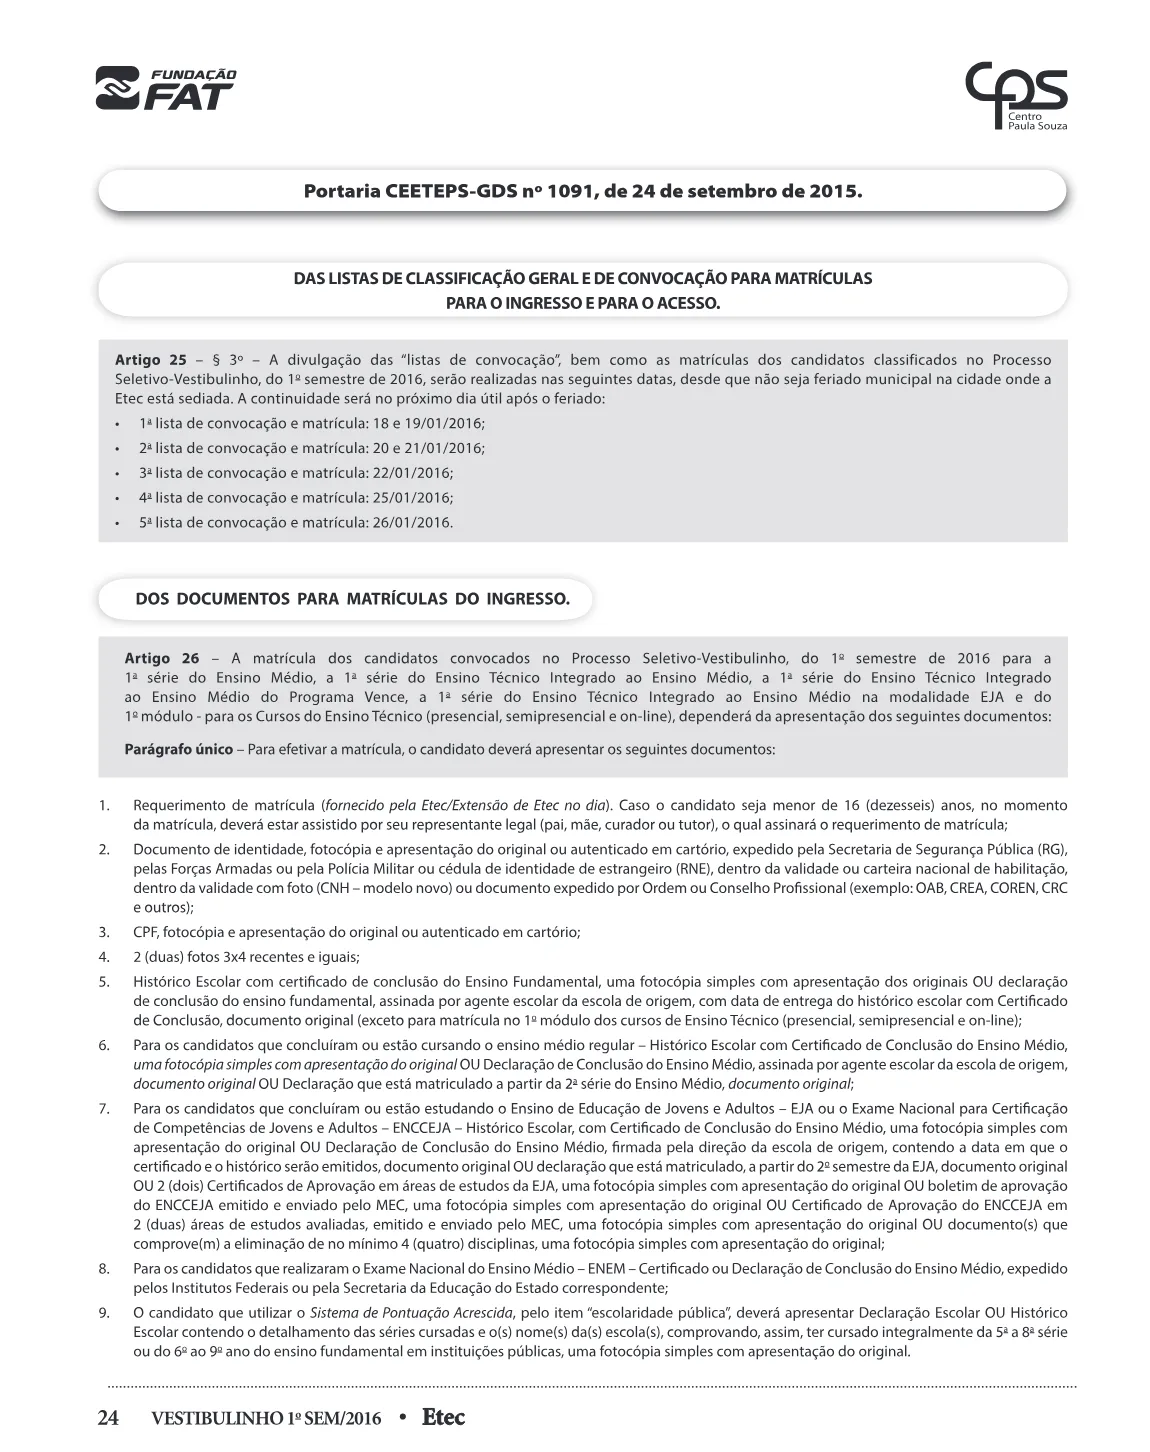 FUNDAÇÃO
FAT
CPS
Centro
Paula Souza
Portaria CEETEPS-GDS nº 1091, de 24 de setembro de 2015.
DAS LISTAS DE CLASSIFICAÇÃO GERAL E DE CONVOCAÇÃO PARA MATRÍCULAS
PARA O INGRESSO E PARA O ACESSO.
Artigo 25 – § 3º – A divulgação das “listas de convocação”, bem como as matrículas dos candidatos classificados no Processo
Seletivo-Vestibulinho, do 1º semestre de 2016, serão realizadas nas seguintes datas, desde que não seja feriado municipal na cidade onde a
Etec está sediada. A continuidade será no próximo dia útil após o feriado:
• 1ª lista de convocação e matrícula: 18 e 19/01/2016;
• 2ª lista de convocação e matrícula: 20 e 21/01/2016;
• 3ª lista de convocação e matrícula: 22/01/2016;
• 4ª lista de convocação e matrícula: 25/01/2016;
• 5ª lista de convocação e matrícula: 26/01/2016.
DOS DOCUMENTOS PARA MATRÍCULAS DO INGRESSO.
Artigo 26 – A matrícula dos candidatos convocados no Processo Seletivo-Vestibulinho, do 1º semestre de 2016 para a
1ª série do Ensino Médio, a 1ª série do Ensino Técnico Integrado ao Ensino Médio, a 1ª série do Ensino Técnico Integrado
ao Ensino Médio do Programa Vence, a 1ª série do Ensino Técnico Integrado ao Ensino Médio na modalidade EJA e do
1º módulo - para os Cursos do Ensino Técnico (presencial, semipresencial e on-line), dependerá da apresentação dos seguintes documentos:
Parágrafo único – Para efetivar a matrícula, o candidato deverá apresentar os seguintes documentos:
1. Requerimento de matrícula (fornecido pela Etec/Extensão de Etec no dia). Caso o candidato seja menor de 16 (dezesseis) anos, no momento
da matrícula, deverá estar assistido por seu representante legal (pai, mãe, curador ou tutor), o qual assinará o requerimento de matrícula;
2. Documento de identidade, fotocópia e apresentação do original ou autenticado em cartório, expedido pela Secretaria de Segurança Pública (RG),
pelas Forças Armadas ou pela Polícia Militar ou cédula de identidade de estrangeiro (RNE), dentro da validade ou carteira nacional de habilitação,
dentro da validade com foto (CNH – modelo novo) ou documento expedido por Ordem ou Conselho Profissional (exemplo: OAB, CREA, COREN, CRC
e outros);
3. CPF, fotocópia e apresentação do original ou autenticado em cartório;
4. 2 (duas) fotos 3x4 recentes e iguais;
5. Histórico Escolar com certificado de conclusão do Ensino Fundamental, uma fotocópia simples com apresentação dos originais OU declaração
de conclusão do ensino fundamental, assinada por agente escolar da escola de origem, com data de entrega do histórico escolar com Certificado
de Conclusão, documento original (exceto para matrícula no 1º módulo dos cursos de Ensino Técnico (presencial, semipresencial e on-line);
6. Para os candidatos que concluíram ou estão cursando o ensino médio regular – Histórico Escolar com Certificado de Conclusão do Ensino Médio,
uma fotocópia simples com apresentação do original OU Declaração de Conclusão do Ensino Médio, assinada por agente escolar da escola de origem,
documento original OU Declaração que está matriculado a partir da 2ª série do Ensino Médio, documento original;
7. Para os candidatos que concluíram ou estão estudando o Ensino de Educação de Jovens e Adultos – EJA ou o Exame Nacional para Certificação
de Competências de Jovens e Adultos – ENCCEJA – Histórico Escolar, com Certificado de Conclusão do Ensino Médio, uma fotocópia simples com
apresentação do original OU Declaração de Conclusão do Ensino Médio, firmada pela direção da escola de origem, contendo a data em que o
certificado e o histórico serão emitidos, documento original OU declaração que está matriculado, a partir do 2º semestre da EJA, documento original
OU 2 (dois) Certificados de Aprovação em áreas de estudos da EJA, uma fotocópia simples com apresentação do original OU boletim de aprovação
do ENCCEJA emitido e enviado pelo MEC, uma fotocópia simples com apresentação do original OU Certificado de Aprovação do ENCCEJA em
2 (duas) áreas de estudos avaliadas, emitido e enviado pelo MEC, uma fotocópia simples com apresentação do original OU documento(s) que
comprove(m) a eliminação de no mínimo 4 (quatro) disciplinas, uma fotocópia simples com apresentação do original;
8. Para os candidatos que realizaram o Exame Nacional do Ensino Médio – ENEM – Certificado ou Declaração de Conclusão do Ensino Médio, expedido
pelos Institutos Federais ou pela Secretaria da Educação do Estado correspondente;
9. O candidato que utilizar o Sistema de Pontuação Acrescida, pelo item “escolaridade pública”, deverá apresentar Declaração Escolar OU Histórico
Escolar contendo o detalhamento das séries cursadas e o(s) nome(s) da(s) escola(s), comprovando, assim, ter cursado integralmente da 5ª a 8ª série
ou do 6º ao 9º ano do ensino fundamental em instituições públicas, uma fotocópia simples com apresentação do original.
24 VESTIBULINHO 1º SEM/2016 • Etec